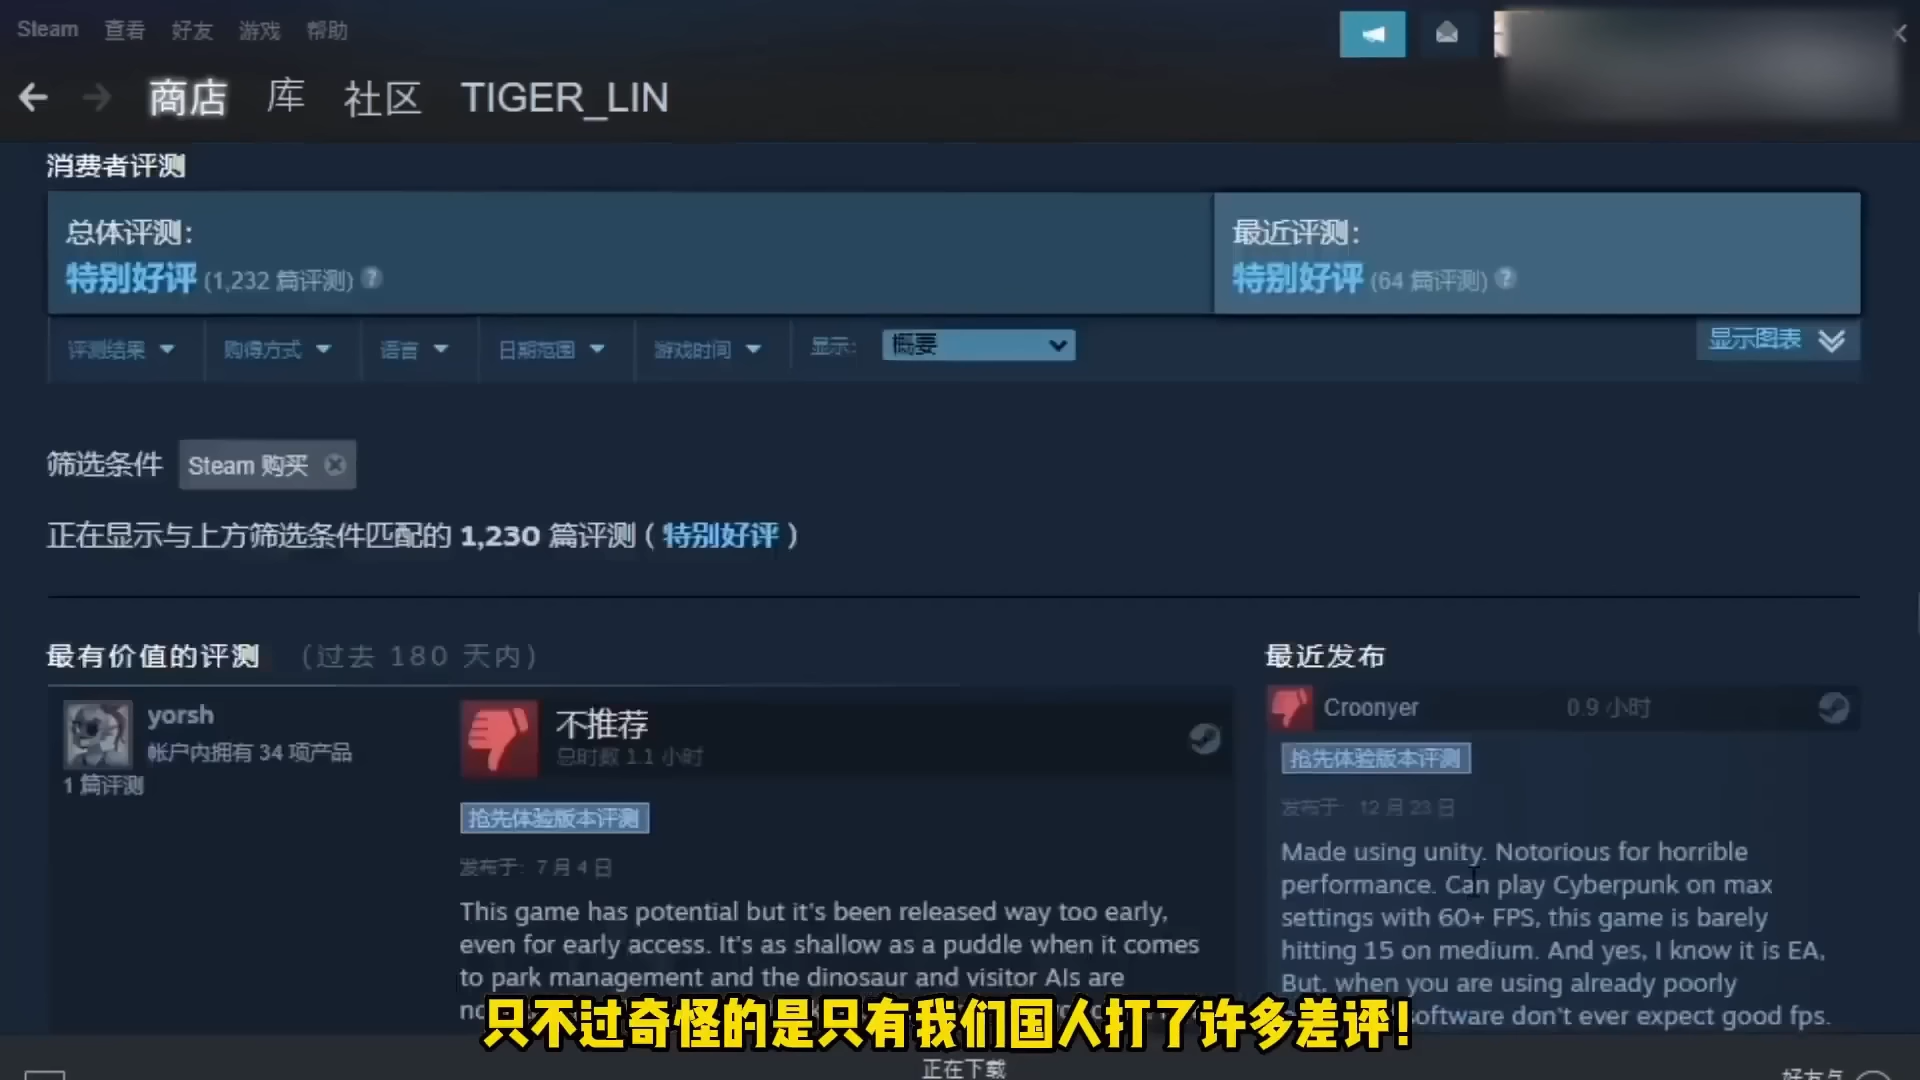 Steam 查看 好友 游戏 帮助
商店 库 社区 TIGER_LIN
消费者评测
总体评测：
特别好评 (1,232 篇评测) ?
最近评测：
特别好评 (64 篇评测) ?
评测结果 购得方式 语言 日期范围 游戏时间 显示： 概要
显示图表
筛选条件 Steam 购买
正在显示与上方筛选条件匹配的 1,230 篇评测 ( 特别好评 )
最有价值的评测 (过去 180 天内)
yorsh
帐户内拥有 34 项产品
1 篇评测
不推荐
总时数 1.1 小时
抢先体验版本评测
发布于：7 月 4 日
This game has potential but it's been released way too early,
even for early access. It's as shallow as a puddle when it comes
to park management and the dinosaur and visitor AIs are
最近发布
Croonyer 0.9 小时
抢先体验版本评测
发布于： 12 月 23 日
Made using unity. Notorious for horrible
performance. Can play Cyberpunk on max
settings with 60+ FPS, this game is barely
hitting 15 on medium. And yes, I know it is EA,
But, when you are using already poorly
software don't ever expect good fps.
只不过奇怪的是只有我们国人打了许多差评！
正在下载